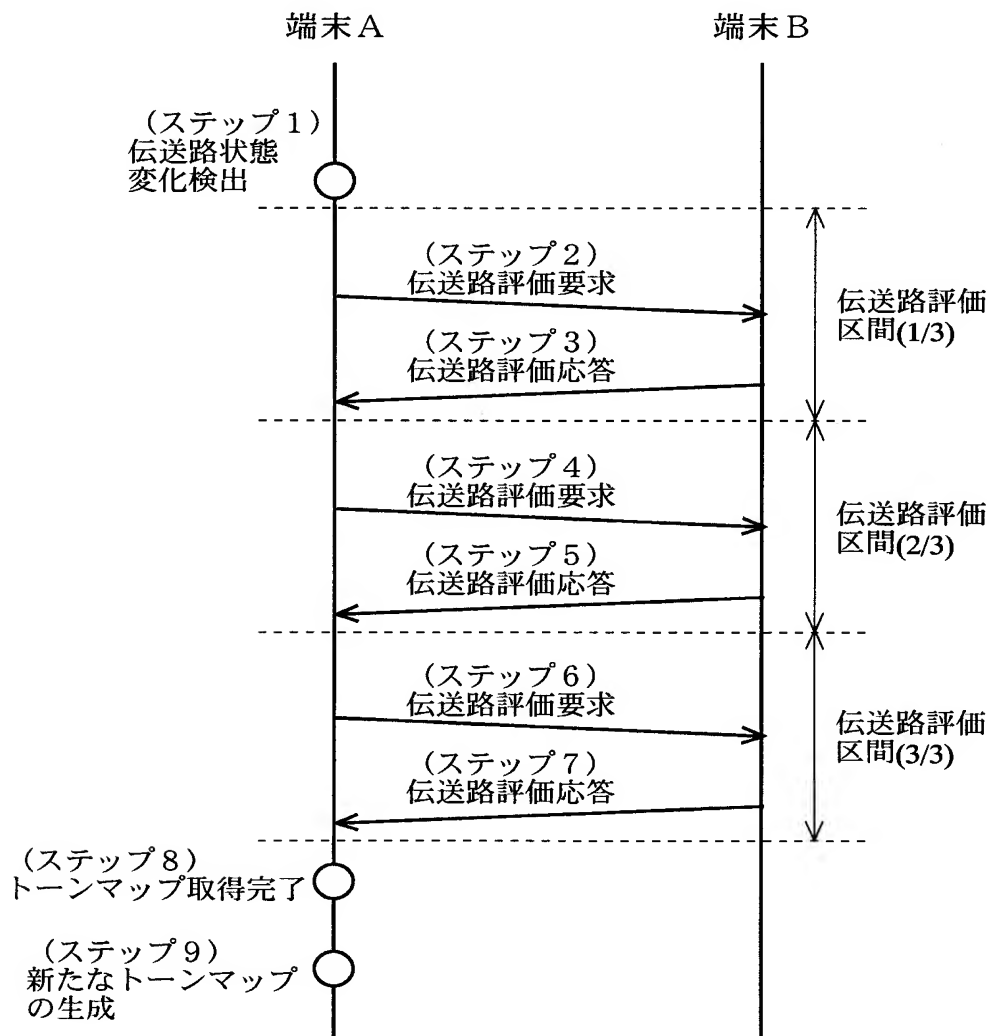 端末A
端末B
(ステップ1)
伝送路状態
変化検出
(ステップ2)
伝送路評価要求
(ステップ3)
伝送路評価応答
伝送路評価
区間(1/3)
(ステップ4)
伝送路評価要求
(ステップ5)
伝送路評価応答
伝送路評価
区間(2/3)
(ステップ6)
伝送路評価要求
(ステップ7)
伝送路評価応答
伝送路評価
区間(3/3)
(ステップ8)
トーンマップ取得完了
(ステップ9)
新たなトーンマップ
の生成